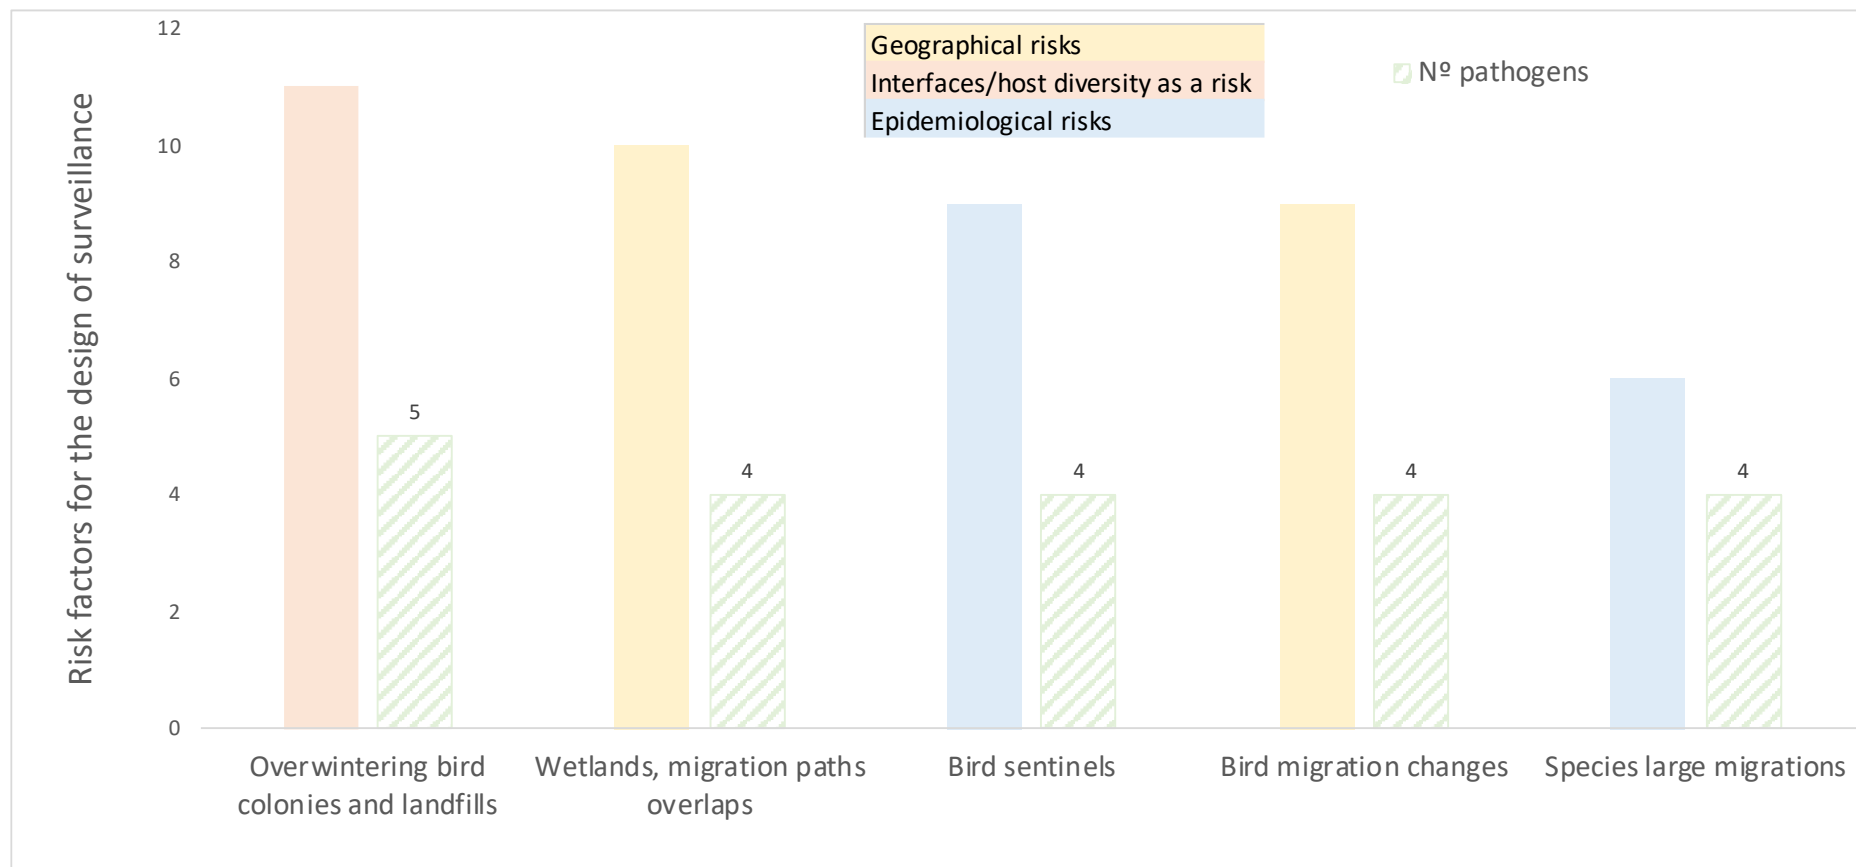 Risk factors for the design of surveillance
12
10
8
6
4
2
0
Geographical risks
Interfaces/host diversity as a risk
Epidemiological risks
Nº pathogens
5
4
4
4
4
Overwintering bird
colonies and landfills
Wetlands, migration paths
overlaps
Bird sentinels
Bird migration changes
Species large migrations